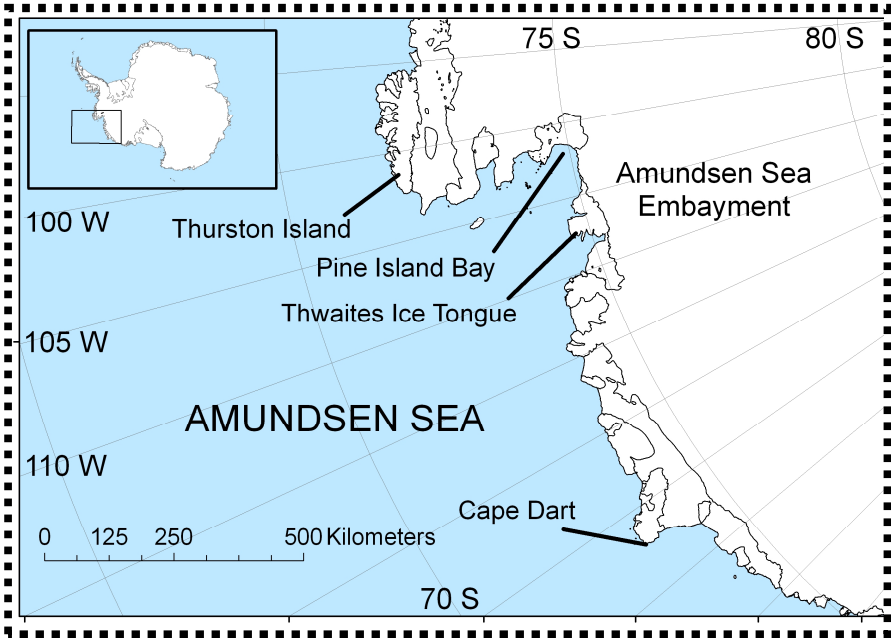 75 S
80 S
Amundsen Sea
Embayment
100 W
Thurston Island
Pine Island Bay
Thwaites Ice Tongue
105 W
AMUNDSEN SEA
110 W
Cape Dart
0 125 250 500 Kilometers
70 S